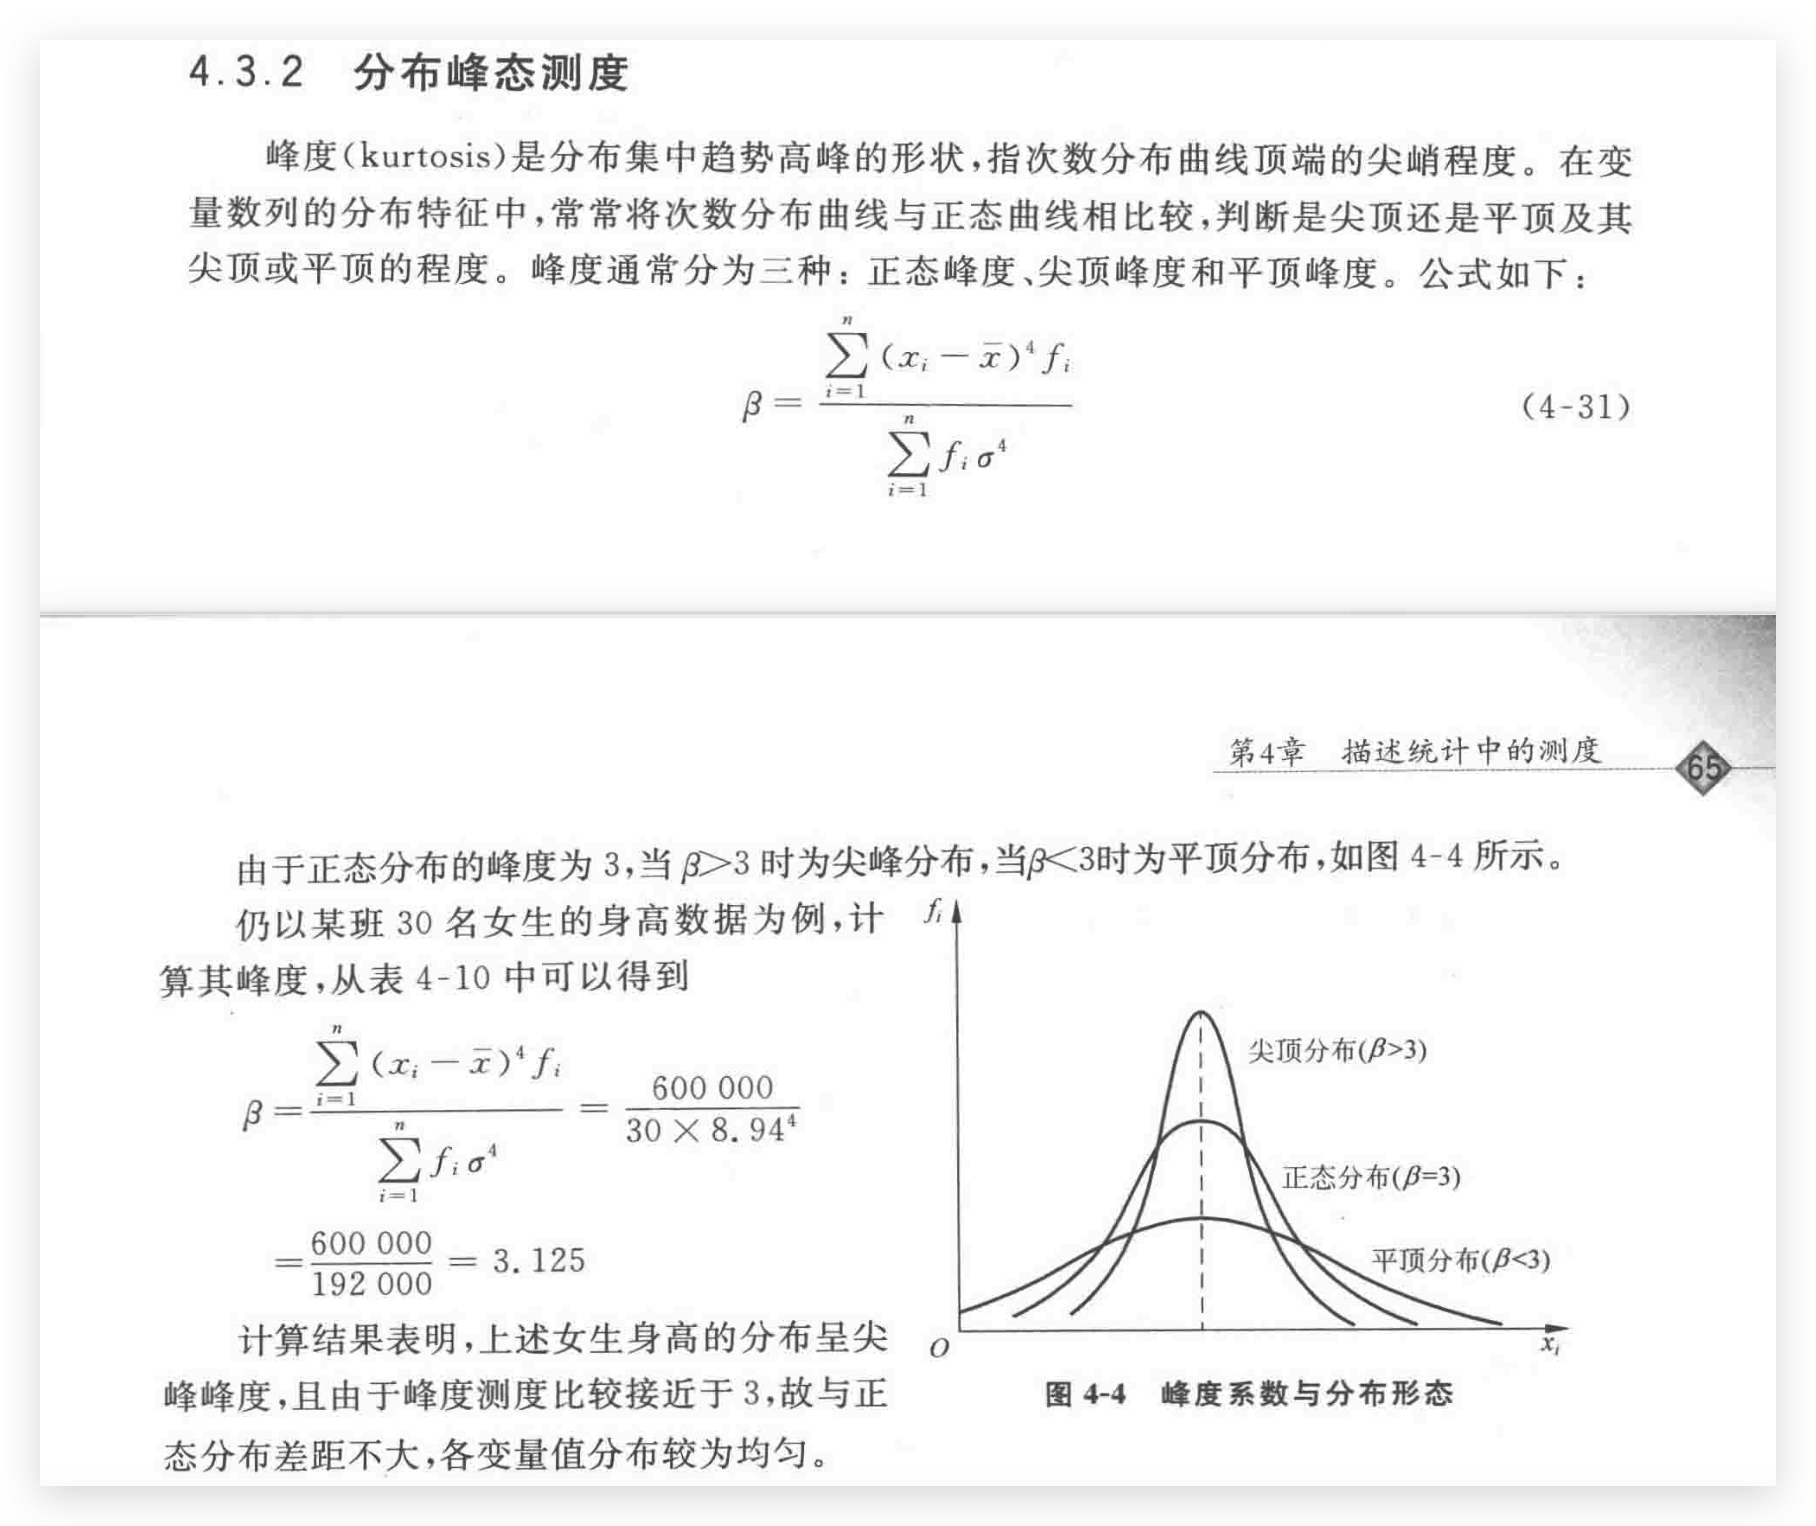 4.3.2 分布峰态测度
峰度(kurtosis)是分布集中趋势高峰的形状,指次数分布曲线顶端的尖峭程度。在变
量数列的分布特征中,常常将次数分布曲线与正态曲线相比较,判断是尖顶还是平顶及其
尖顶或平顶的程度。峰度通常分为三种:正态峰度、尖顶峰度和平顶峰度。公式如下:
β = \frac{\sum_{i=1}^{n} (x_i - \bar{x})^4 f_i}{\sum_{i=1}^{n} f_i σ^4} (4-31)
第4章 描述统计中的测度 65
由于正态分布的峰度为 3,当 β>3 时为尖峰分布,当β<3时为平顶分布,如图 4-4 所示。
仍以某班 30 名女生的身高数据为例,计
算其峰度,从表 4-10 中可以得到
β = \frac{\sum_{i=1}^{n} (x_i - \bar{x})^4 f_i}{\sum_{i=1}^{n} f_i σ^4} = \frac{600 000}{30 × 8.94^4}
= \frac{600 000}{192 000} = 3.125
计算结果表明,上述女生身高的分布呈尖
峰峰度,且由于峰度测度比较接近于 3,故与正
态分布差距不大,各变量值分布较为均匀。
f_i
尖顶分布(β>3)
正态分布(β=3)
平顶分布(β<3)
O
x_i
图 4-4 峰度系数与分布形态